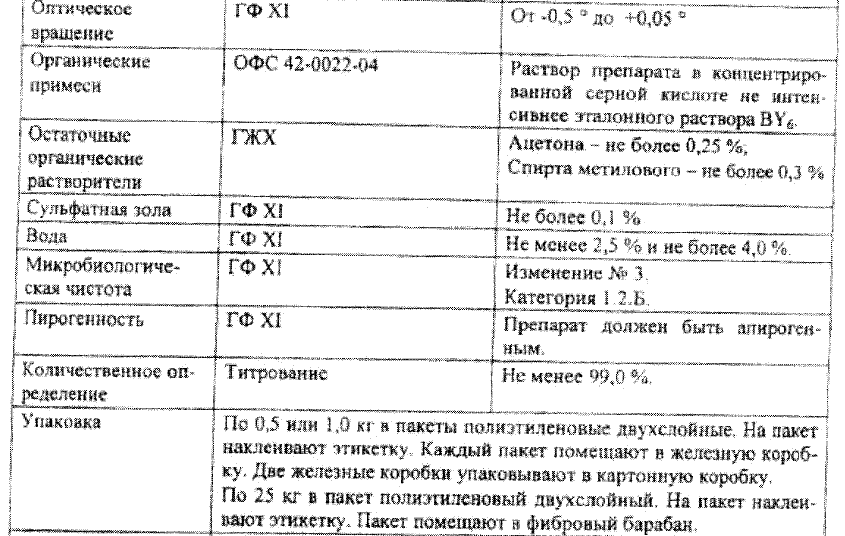 Оптическое ГФ XI От -0,5 ° до +0,05 °
вращение
Органические ОФС 42-0022-04 Раствор препарата в концентриро-
примеси ванной серной кислоте не интен-
сивнее эталонного раствора BY6.
Остаточные ГЖХ Ацетона – не более 0,25 %;
органические Спирта метилового – не более 0,3 %
растворители
Сульфатная зола ГФ XI Не более 0,1 %
Вода ГФ XI Не менее 2,5 % и не более 4,0 %.
Микробиологиче- ГФ XI Изменение № 3.
ская чистота Категория 1.2.Б.
Пирогенность ГФ XI Препарат должен быть апироген-
ным.
Количественное оп- Титрование Не менее 99,0 %.
ределение
Упаковка По 0,5 или 1,0 кг в пакеты полиэтиленовые двухслойные. На пакет
наклеивают этикетку. Каждый пакет помещают в железную короб-
ку. Две железные коробки упаковывают в картонную коробку.
По 25 кг в пакет полиэтиленовый двухслойный. На пакет наклеи-
вают этикетку. Пакет помещают в фибровый барабан.